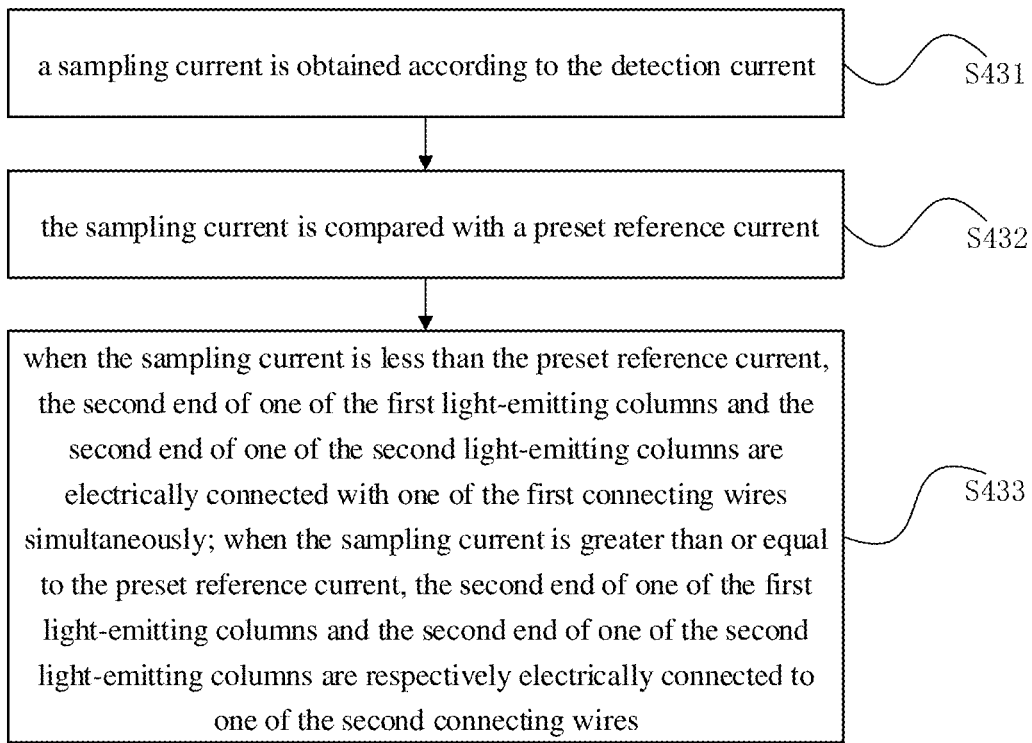 a sampling current is obtained according to the detection current
S431
the sampling current is compared with a preset reference current
S432
when the sampling current is less than the preset reference current,
the second end of one of the first light-emitting columns and the
second end of one of the second light-emitting columns are
electrically connected with one of the first connecting wires
simultaneously; when the sampling current is greater than or equal
to the preset reference current, the second end of one of the first
light-emitting columns and the second end of one of the second
light-emitting columns are respectively electrically connected to
one of the second connecting wires
S433